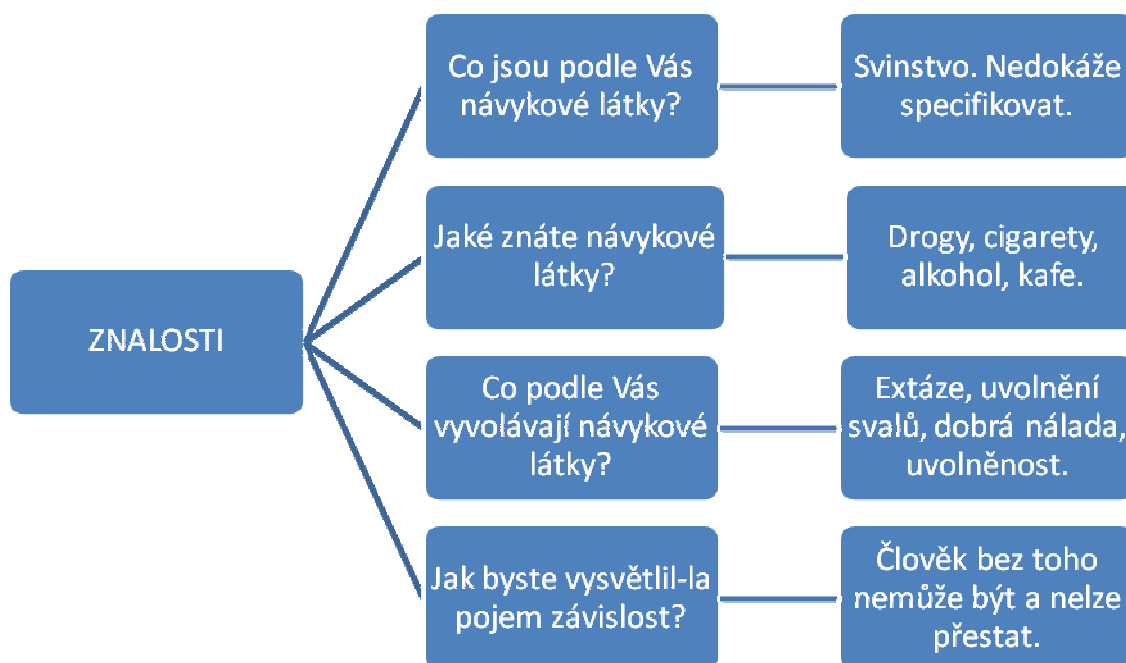 ZNALOSTI
Co jsou podle Vás
návykové látky?
Svinstvo. Nedokáže
specifikovat.
Jaké znáte návykové
látky?
Drogy, cigarety,
alkohol, kafe.
Co podle Vás
vyvolávají návykové
látky?
Extáze, uvolnění
svalů, dobrá nálada,
uvolněnost.
Jak byste vysvětlil-la
pojem závislost?
Člověk bez toho
nemůže být a nelze
přestat.